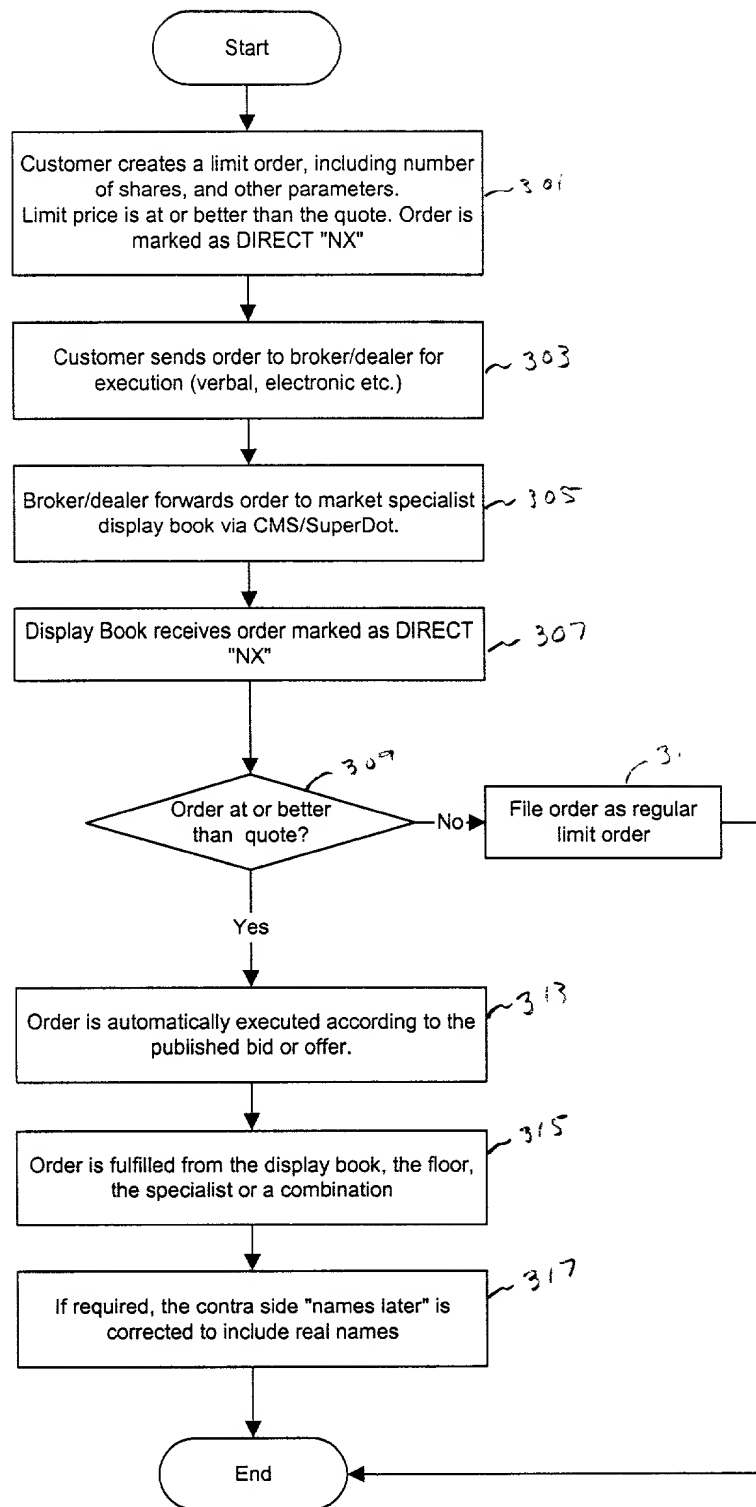 Start
Customer creates a limit order, including number
of shares, and other parameters.
Limit price is at or better than the quote. Order is
marked as DIRECT "NX"
301
Customer sends order to broker/dealer for
execution (verbal, electronic etc.)
303
Broker/dealer forwards order to market specialist
display book via CMS/SuperDot.
305
Display Book receives order marked as DIRECT
"NX"
307
309
Order at or better
than quote?
No
3.
File order as regular
limit order
Yes
Order is automatically executed according to the
published bid or offer.
313
Order is fulfilled from the display book, the floor,
the specialist or a combination
315
If required, the contra side "names later" is
corrected to include real names
317
End